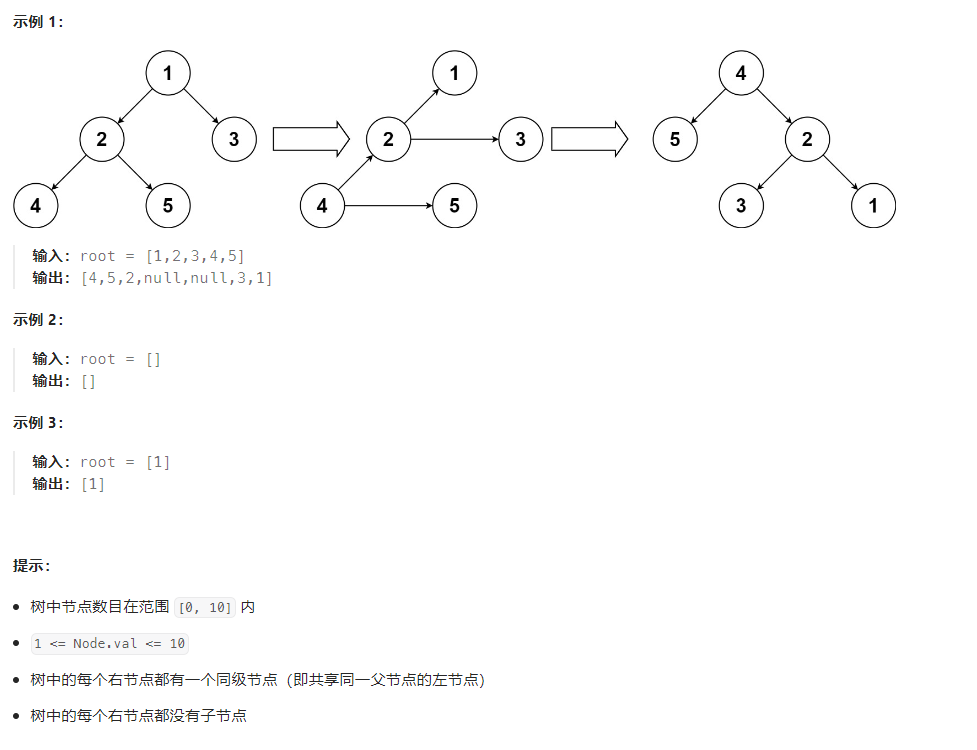 示例 1：
1 1 4
2 3 2 3 5 2
4 5 4 5 3 1
输入：root = [1,2,3,4,5]
输出：[4,5,2,null,null,3,1]
示例 2：
输入：root = []
输出：[]
示例 3：
输入：root = [1]
输出：[1]
提示：
• 树中节点数目在范围 [0, 10] 内
• 1 <= Node.val <= 10
• 树中的每个右节点都有一个同级节点（即共享同一父节点的左节点）
• 树中的每个右节点都没有子节点